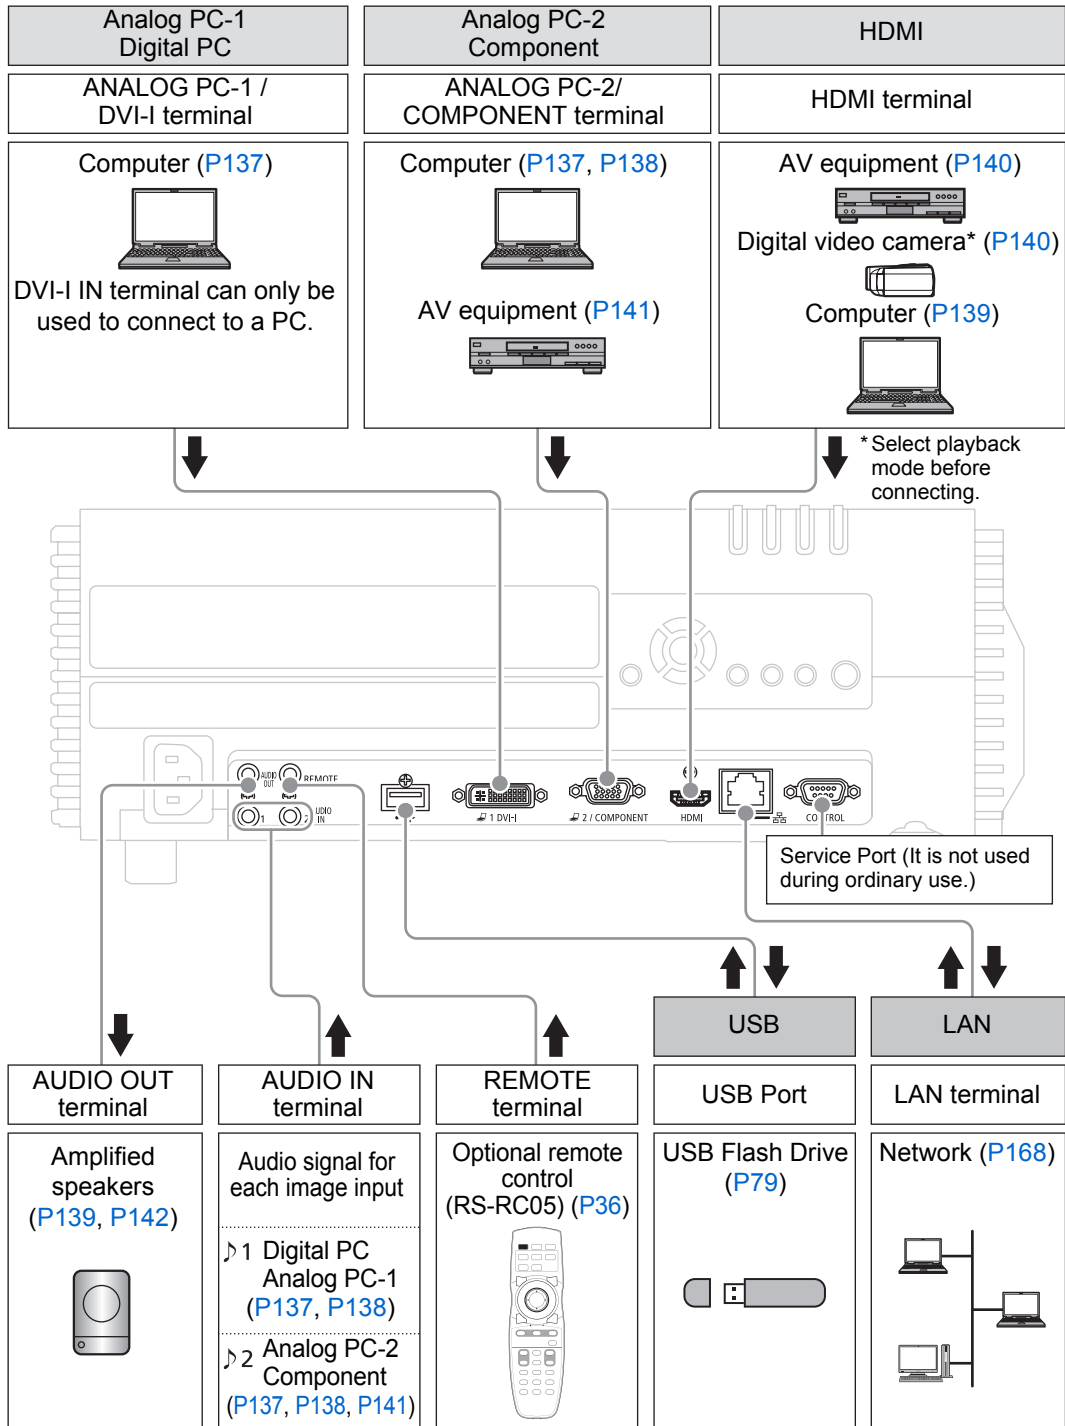 Analog PC-1
Digital PC
Analog PC-2
Component
HDMI
ANALOG PC-1 /
DVI-I terminal
ANALOG PC-2/
COMPONENT terminal
HDMI terminal
Computer (P137)
DVI-I IN terminal can only be
used to connect to a PC.
Computer (P137, P138)
AV equipment (P141)
AV equipment (P140)
Digital video camera* (P140)
Computer (P139)
* Select playback
mode before
connecting.
AUDIO
OUT
REMOTE
1
2
UDIO
IN
1 DVI-I
2 / COMPONENT
HDMI
CO TROL
Service Port (It is not used
during ordinary use.)
USB
LAN
AUDIO OUT
terminal
AUDIO IN
terminal
REMOTE
terminal
USB Port
LAN terminal
Amplified
speakers
(P139, P142)
Audio signal for
each image input
♪1 Digital PC
Analog PC-1
(P137, P138)
♪2 Analog PC-2
Component
(P137, P138, P141)
Optional remote
control
(RS-RC05) (P36)
USB Flash Drive
(P79)
Network (P168)